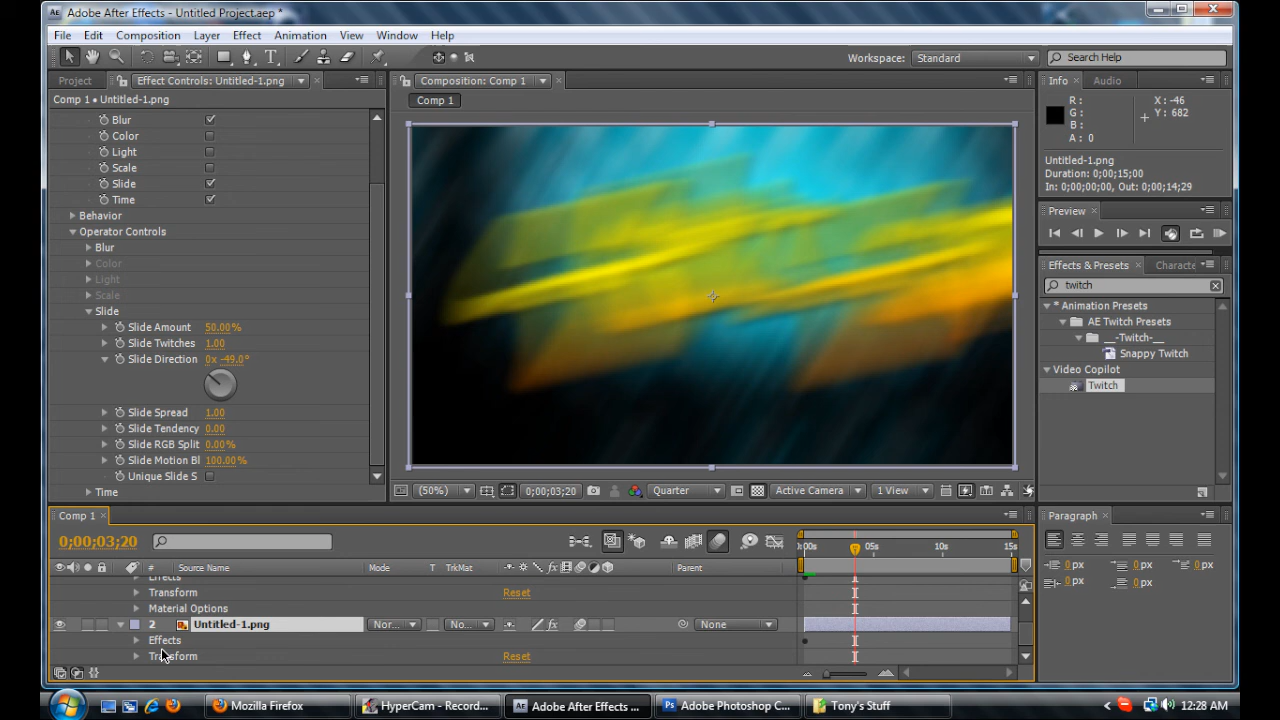 Adobe After Effects - Untitled Project.aep *
File Edit Composition Layer Effect Animation View Window Help
Workspace: Standard Search Help
Project Effect Controls: Untitled-1.png
Comp 1 • Untitled-1.png
Blur
Color
Light
Scale
Slide
Time
Behavior
Operator Controls
Blur
Color
Light
Scale
Slide
Slide Amount 50.00%
Slide Twitches 1.00
Slide Direction 0x -49.0°
Slide Spread 1.00
Slide Tendency 0.00
Slide RGB Split 0.00%
Slide Motion Bl 100.00%
Unique Slide S
Time
Composition: Comp 1
Comp 1
(50%) 0;00;03;20 Quarter Active Camera 1 View
Info Audio
R: X: -46
G: Y: 682
B:
A: 0
Untitled-1.png
Duration: 0;00;15;00
In: 0;00;00;00, Out: 0;00;14;29
Preview
Effects & Presets Characte
twitch
* Animation Presets
AE Twitch Presets
__-Twitch-__
Snappy Twitch
Video Copilot
Twitch
Paragraph
0 px 0 px 0 px
0 px 0 px
Comp 1
0;00;03;20
:00s 05s 10s 15s
# Source Name Mode T TrkMat Parent
Effects
Transform Reset
Material Options
2 Untitled-1.png Nor... No... None
Effects
Transform Reset
Mozilla Firefox HyperCam - Record... Adobe After Effects ... Adobe Photoshop C... Tony's Stuff 12:28 AM